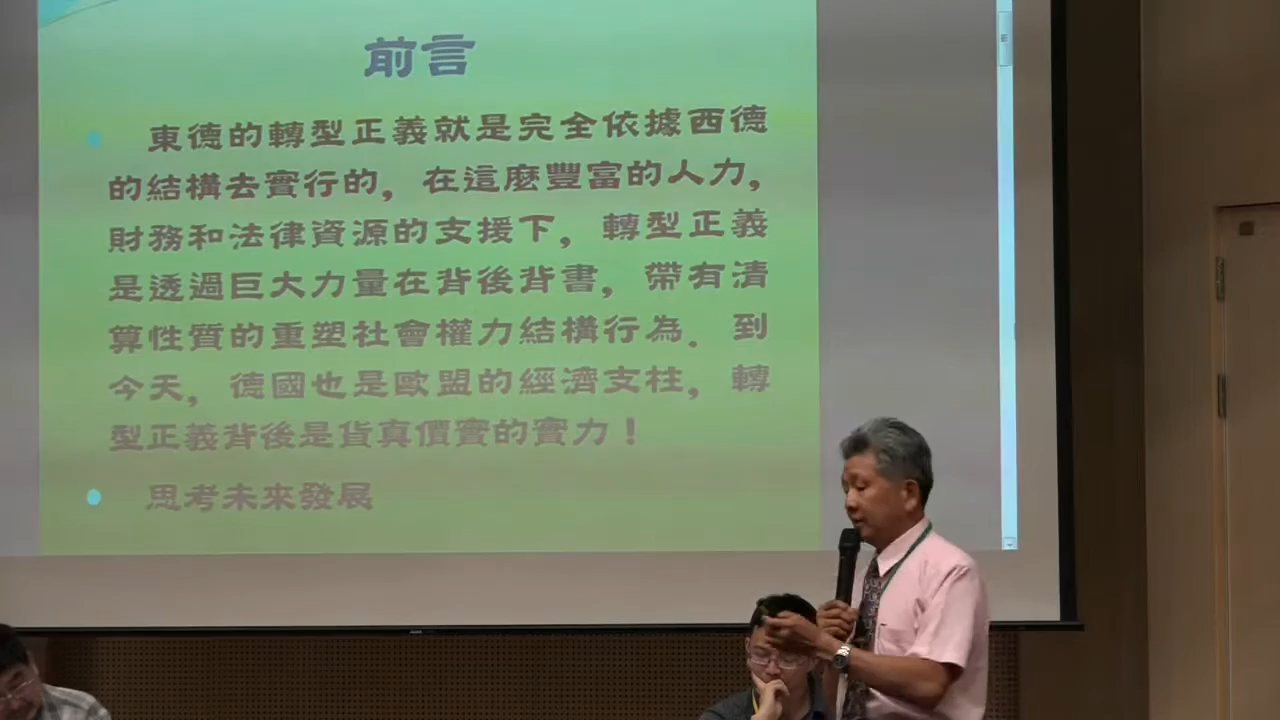 前言
東德的轉型正義就是完全依據西德
的結構去實行的，在這麼豐富的人力，
財務和法律資源的支援下，轉型正義
是透過巨大力量在背後背書，帶有清
算性質的重塑社會權力結構行為．到
今天，德國也是歐盟的經濟支柱，轉
型正義背後是貨真價實的實力！
思考未來發展